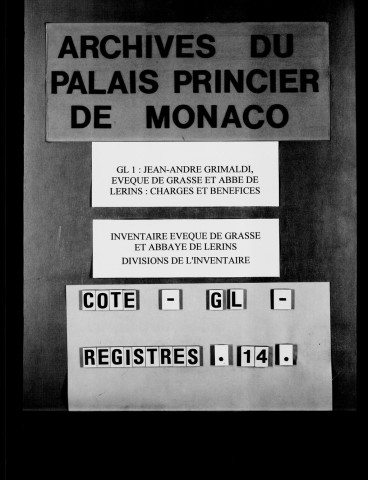 ARCHIVES DU
PALAIS PRINCIER
DE MONACO
GL 1 : JEAN-ANDRE GRIMALDI,
EVEQUE DE GRASSE ET ABBE DE
LERINS : CHARGES ET BENEFICES
INVENTAIRE EVEQUE DE GRASSE
ET ABBAYE DE LERINS
DIVISIONS DE L'INVENTAIRE
COTE - GL -
REGISTRES . 14 .